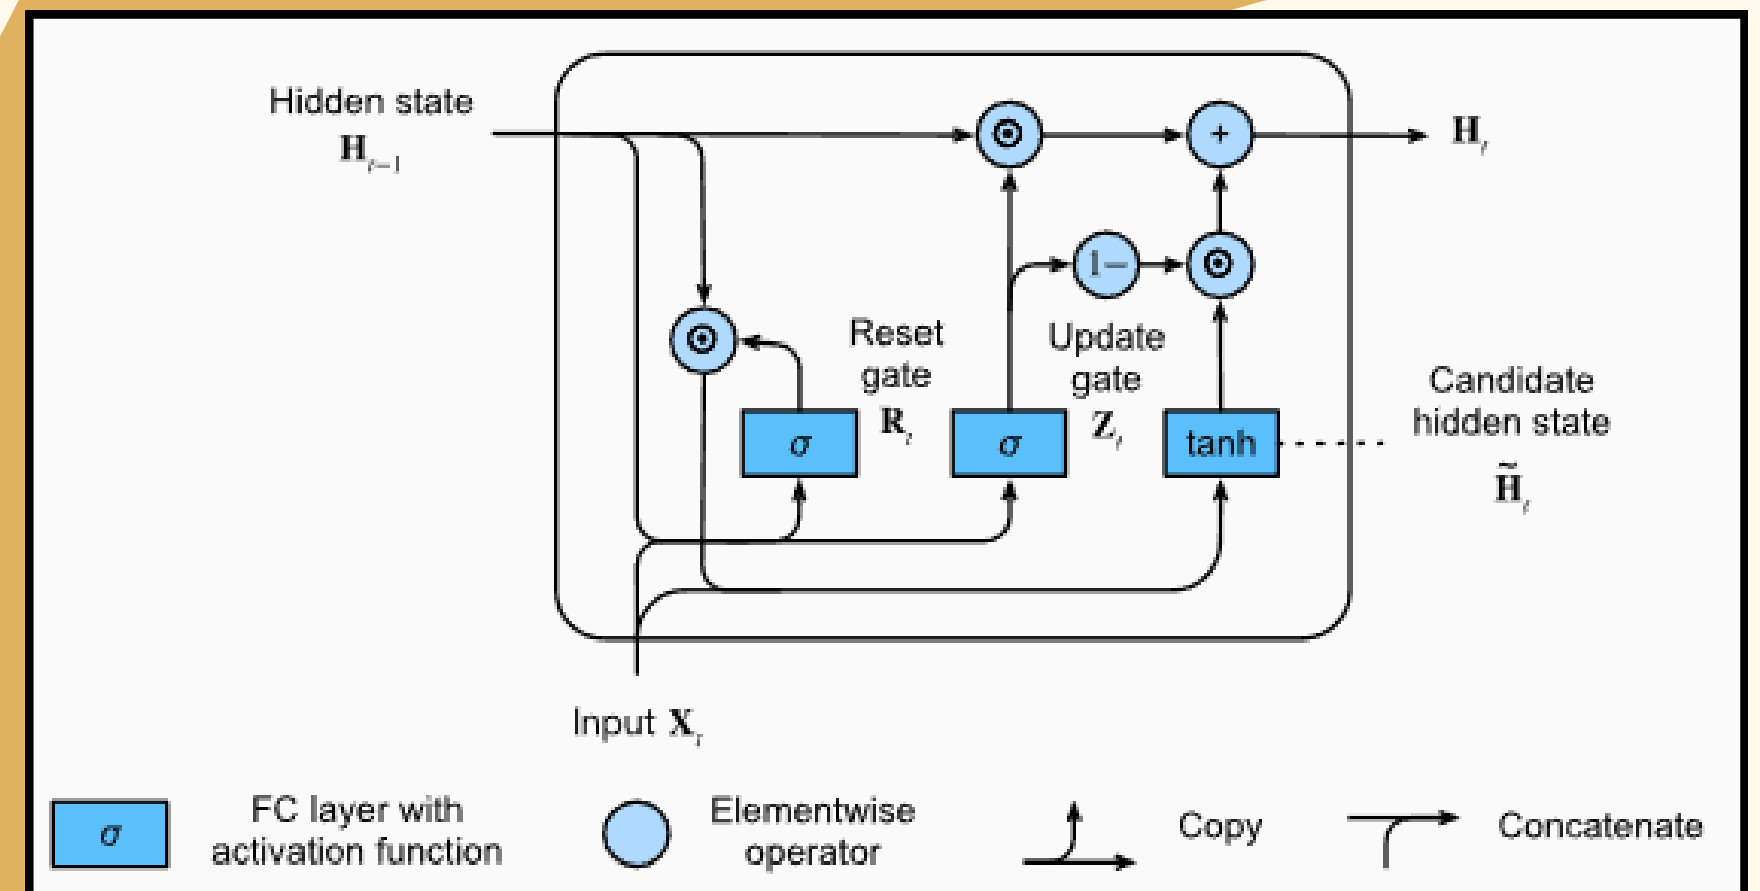 Hidden state
H_{t-1}
⊙
+
H_t
1−
⊙
⊙
Reset
gate
R_t
Update
gate
Z_t
Candidate
hidden state
H̃_t
σ
σ
tanh
Input X_t
σ
FC layer with
activation function
Elementwise
operator
Copy
Concatenate